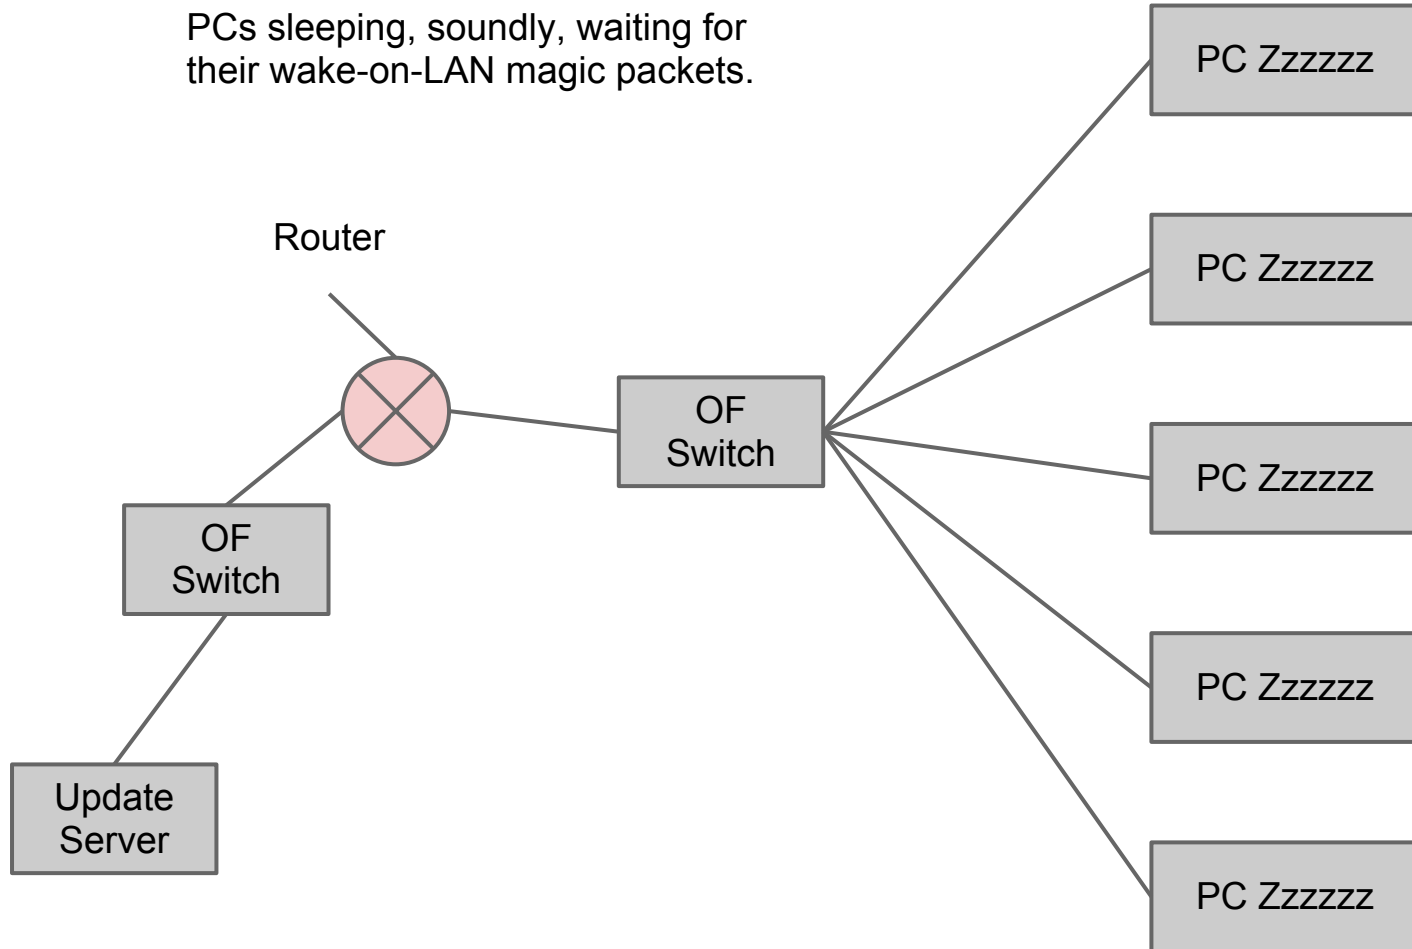 PCs sleeping, soundly, waiting for
their wake-on-LAN magic packets.
PC Zzzzzz
PC Zzzzzz
Router
OF
Switch
PC Zzzzzz
OF
Switch
PC Zzzzzz
Update
Server
PC Zzzzzz